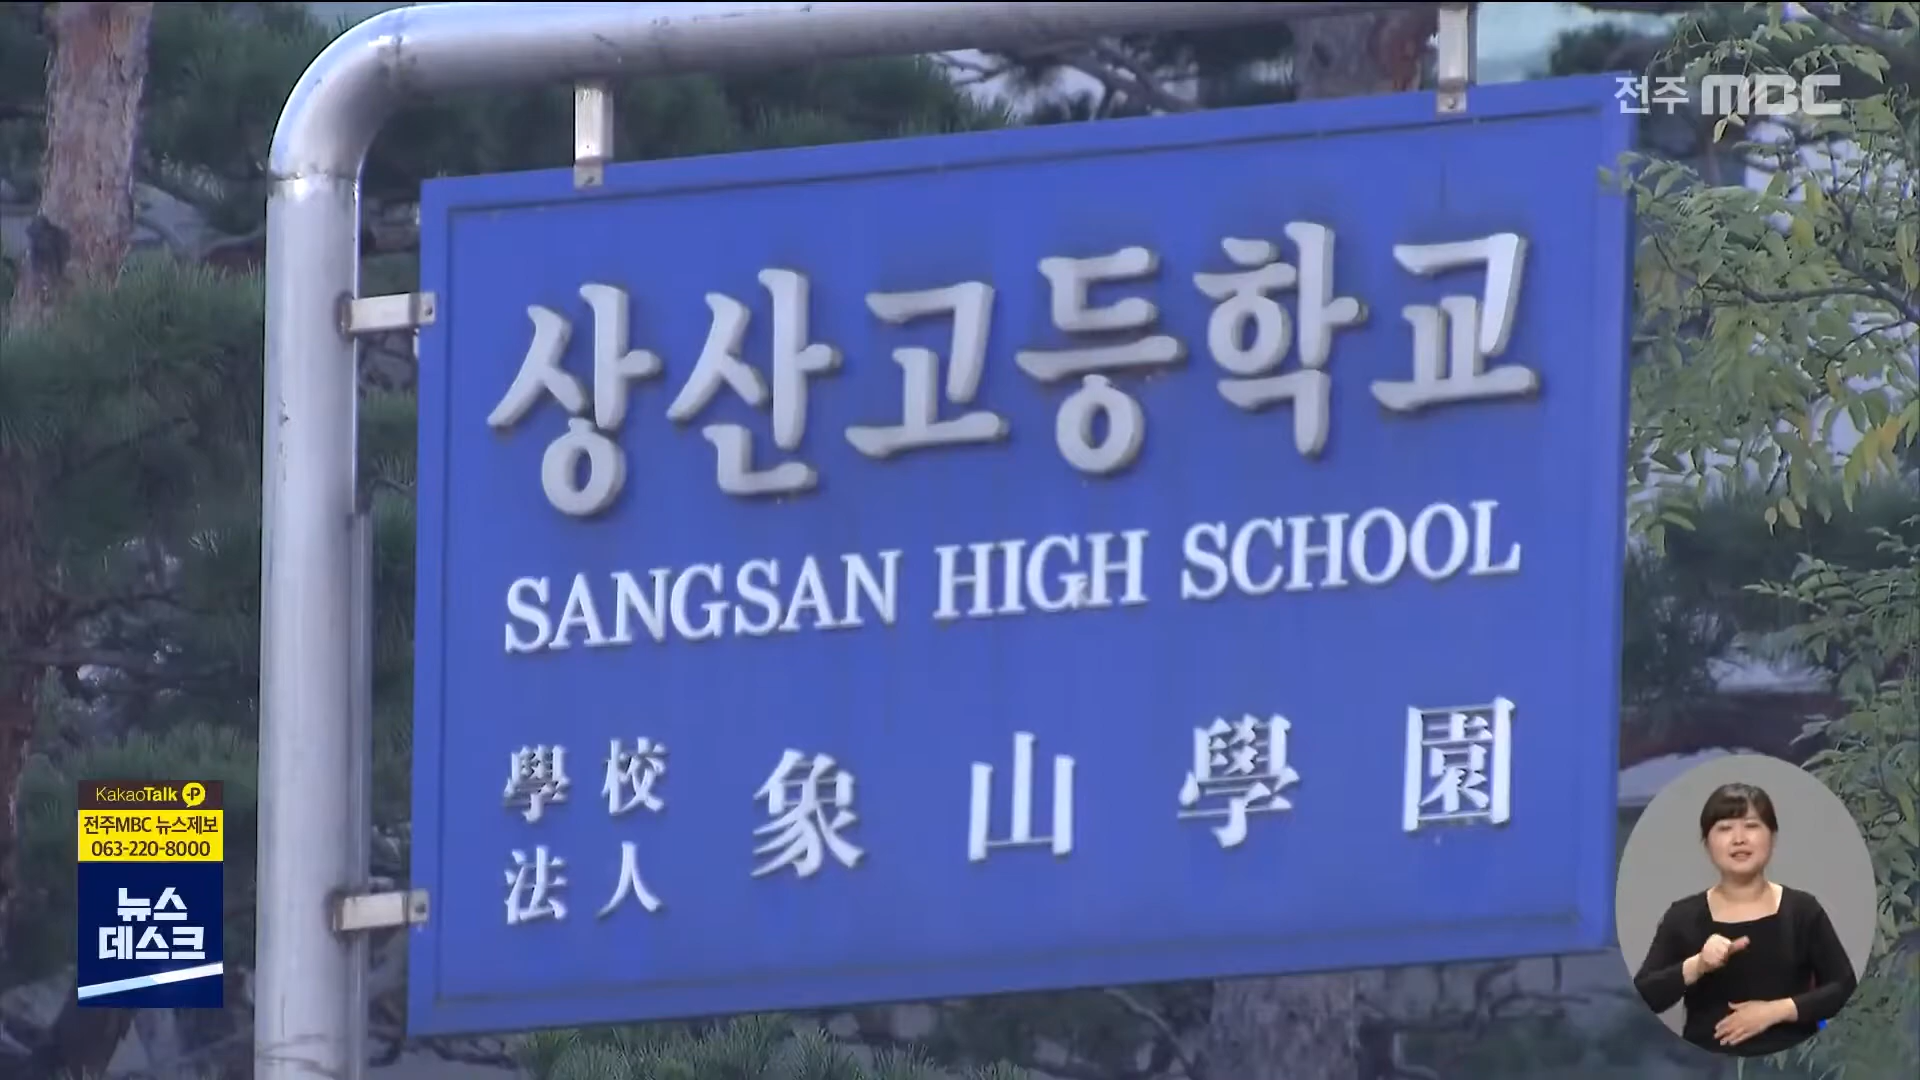 전주 MBC
상산고등학교
SANGSAN HIGH SCHOOL
學校
法人
象山學園
KakaoTalk P
전주MBC 뉴스제보
063-220-8000
뉴스
데스크